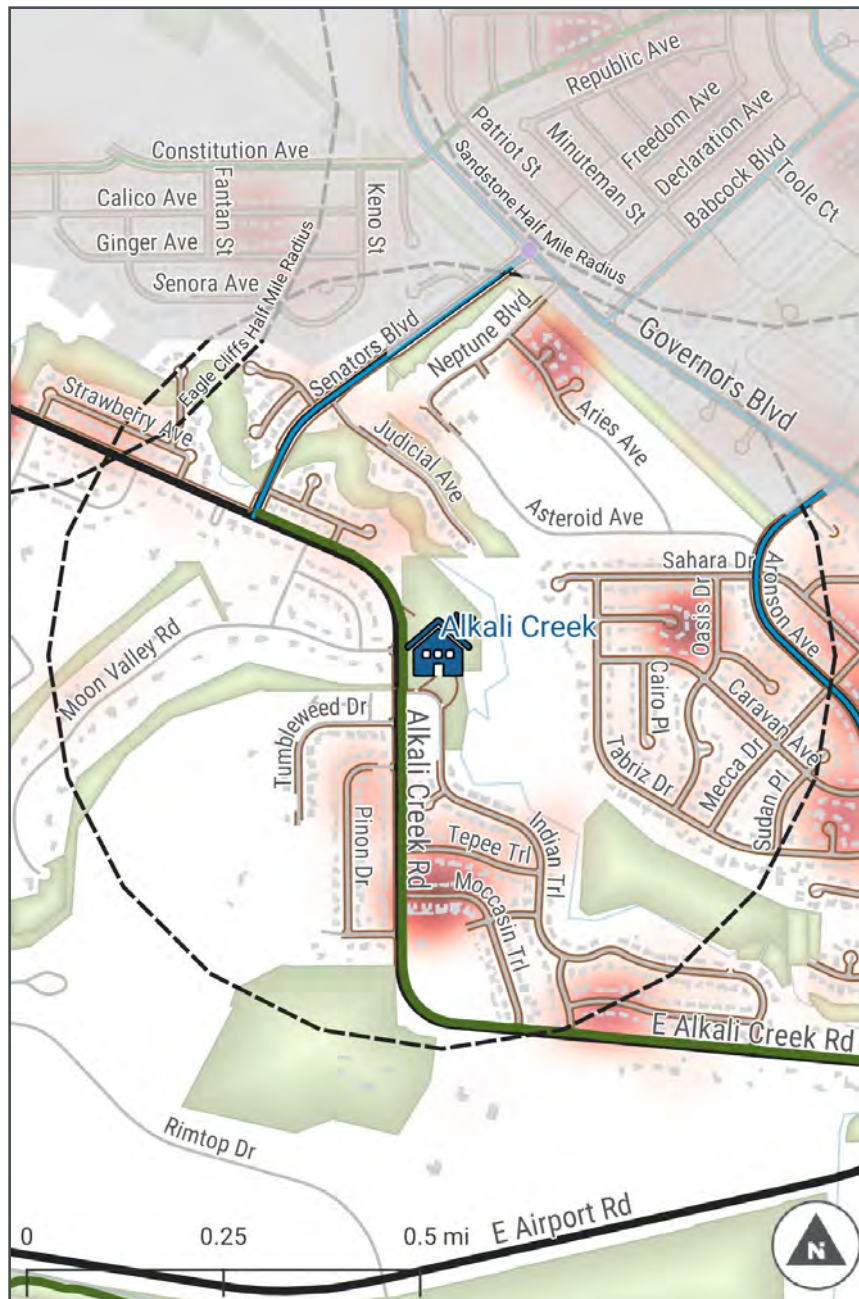 Republic Ave
Patriot St
Minuteman St
Freedom Ave
Declaration Ave
Babcock Blvd
Toole Ct
Constitution Ave
Calico Ave
Fantan St
Keno St
Ginger Ave
Senora Ave
Sandstone Half Mile Radius
Eagle Cliffs Half Mile Radius
Senators Blvd
Neptune Blvd
Governors Blvd
Strawberry Ave
Judicial Ave
Aries Ave
Asteroid Ave
Sahara Dr
Oasis Dr
Aronson Ave
Alkali Creek
Moon Valley Rd
Cairo Pl
Caravan Ave
Tumbleweed Dr
Alkali Creek Rd
Tabriz Dr
Mecca Dr
Sudan Pl
Pinon Dr
Tepee Trl
Indian Trl
Moccasin Trl
E Alkali Creek Rd
Rimtop Dr
E Airport Rd
0 0.25 0.5 mi
N